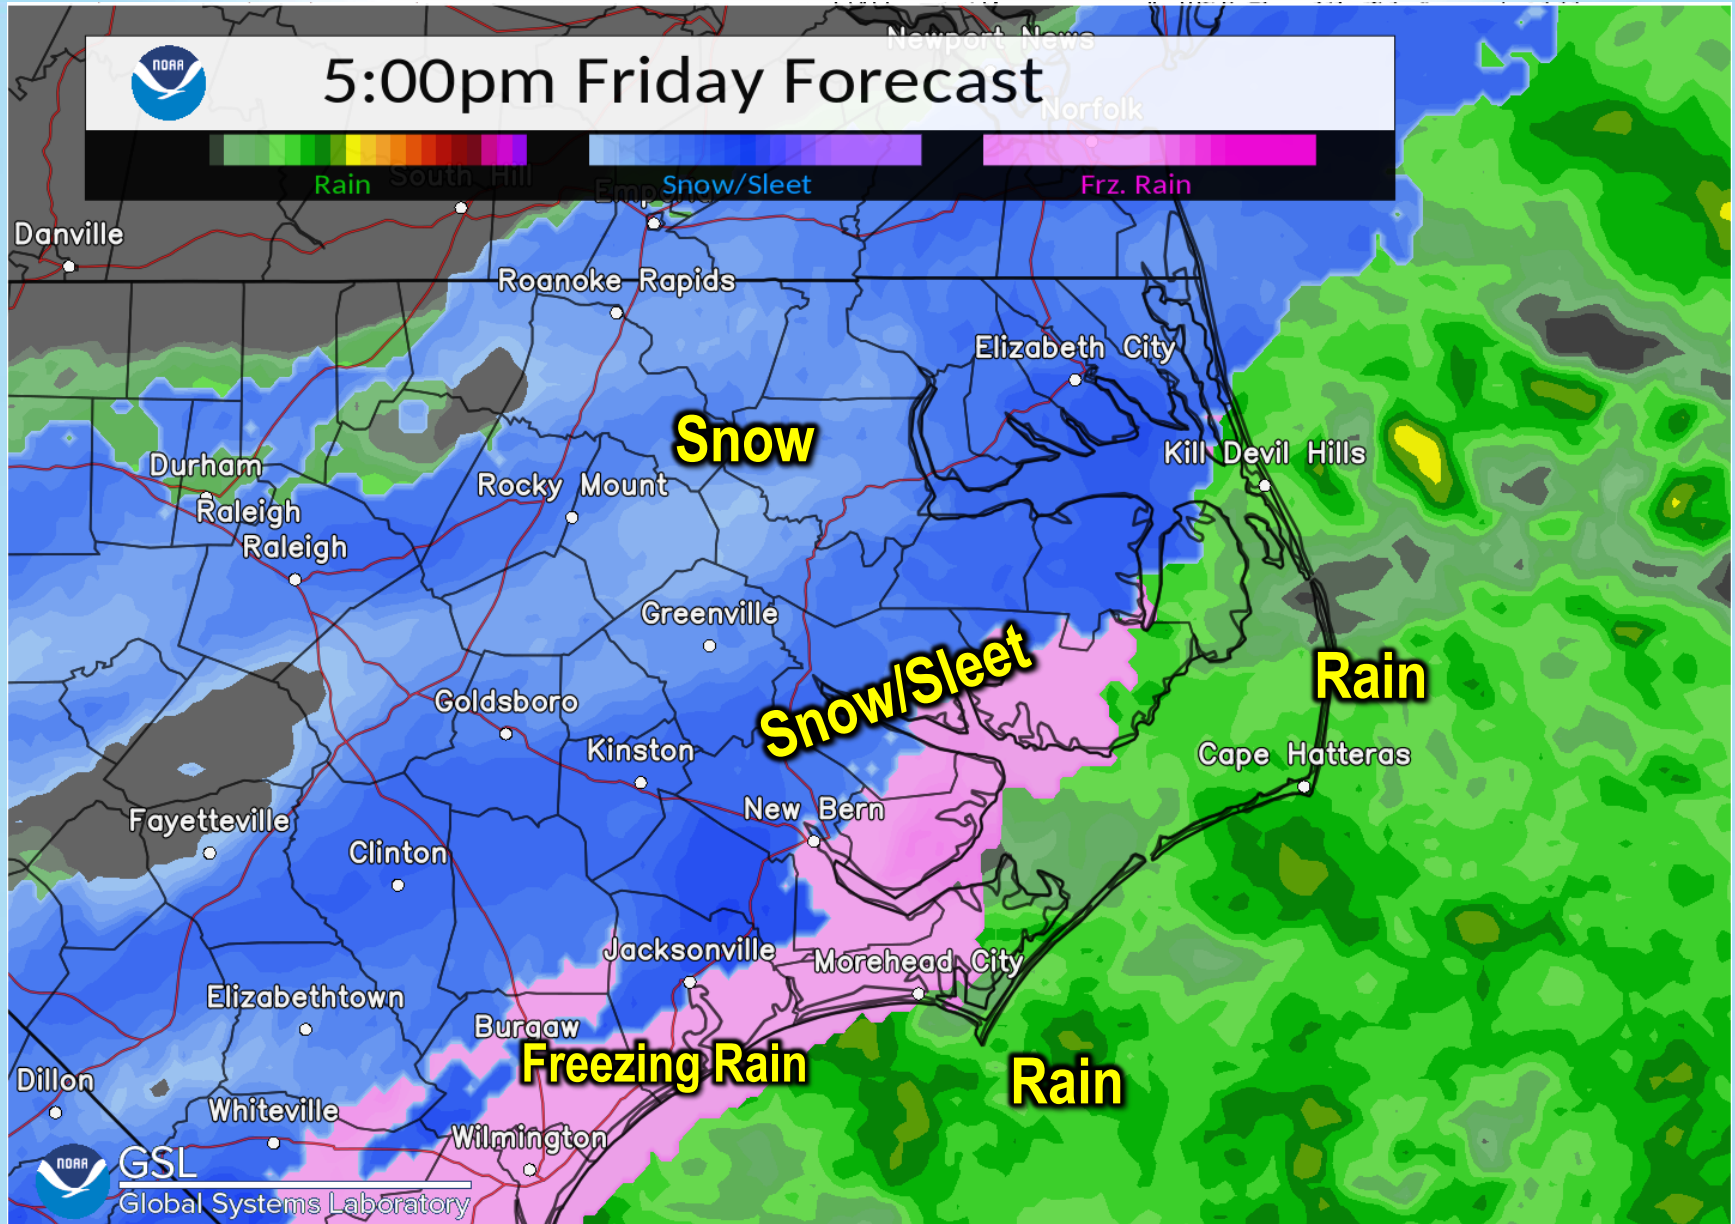 Newport News
NOAA
5:00pm Friday Forecast
Norfolk
South Hill
Rain
Snow/Sleet
Frz. Rain
Danville
Roanoke Rapids
Elizabeth City
Snow
Kill Devil Hills
Durham
Rocky Mount
Raleigh
Raleigh
Greenville
Snow/Sleet
Rain
Goldsboro
Kinston
Cape Hatteras
New Bern
Fayetteville
Clinton
Jacksonville
Morehead City
Elizabethtown
Burgaw
Freezing Rain
Rain
Dillon
Whiteville
Wilmington
NOAA
GSL
Global Systems Laboratory